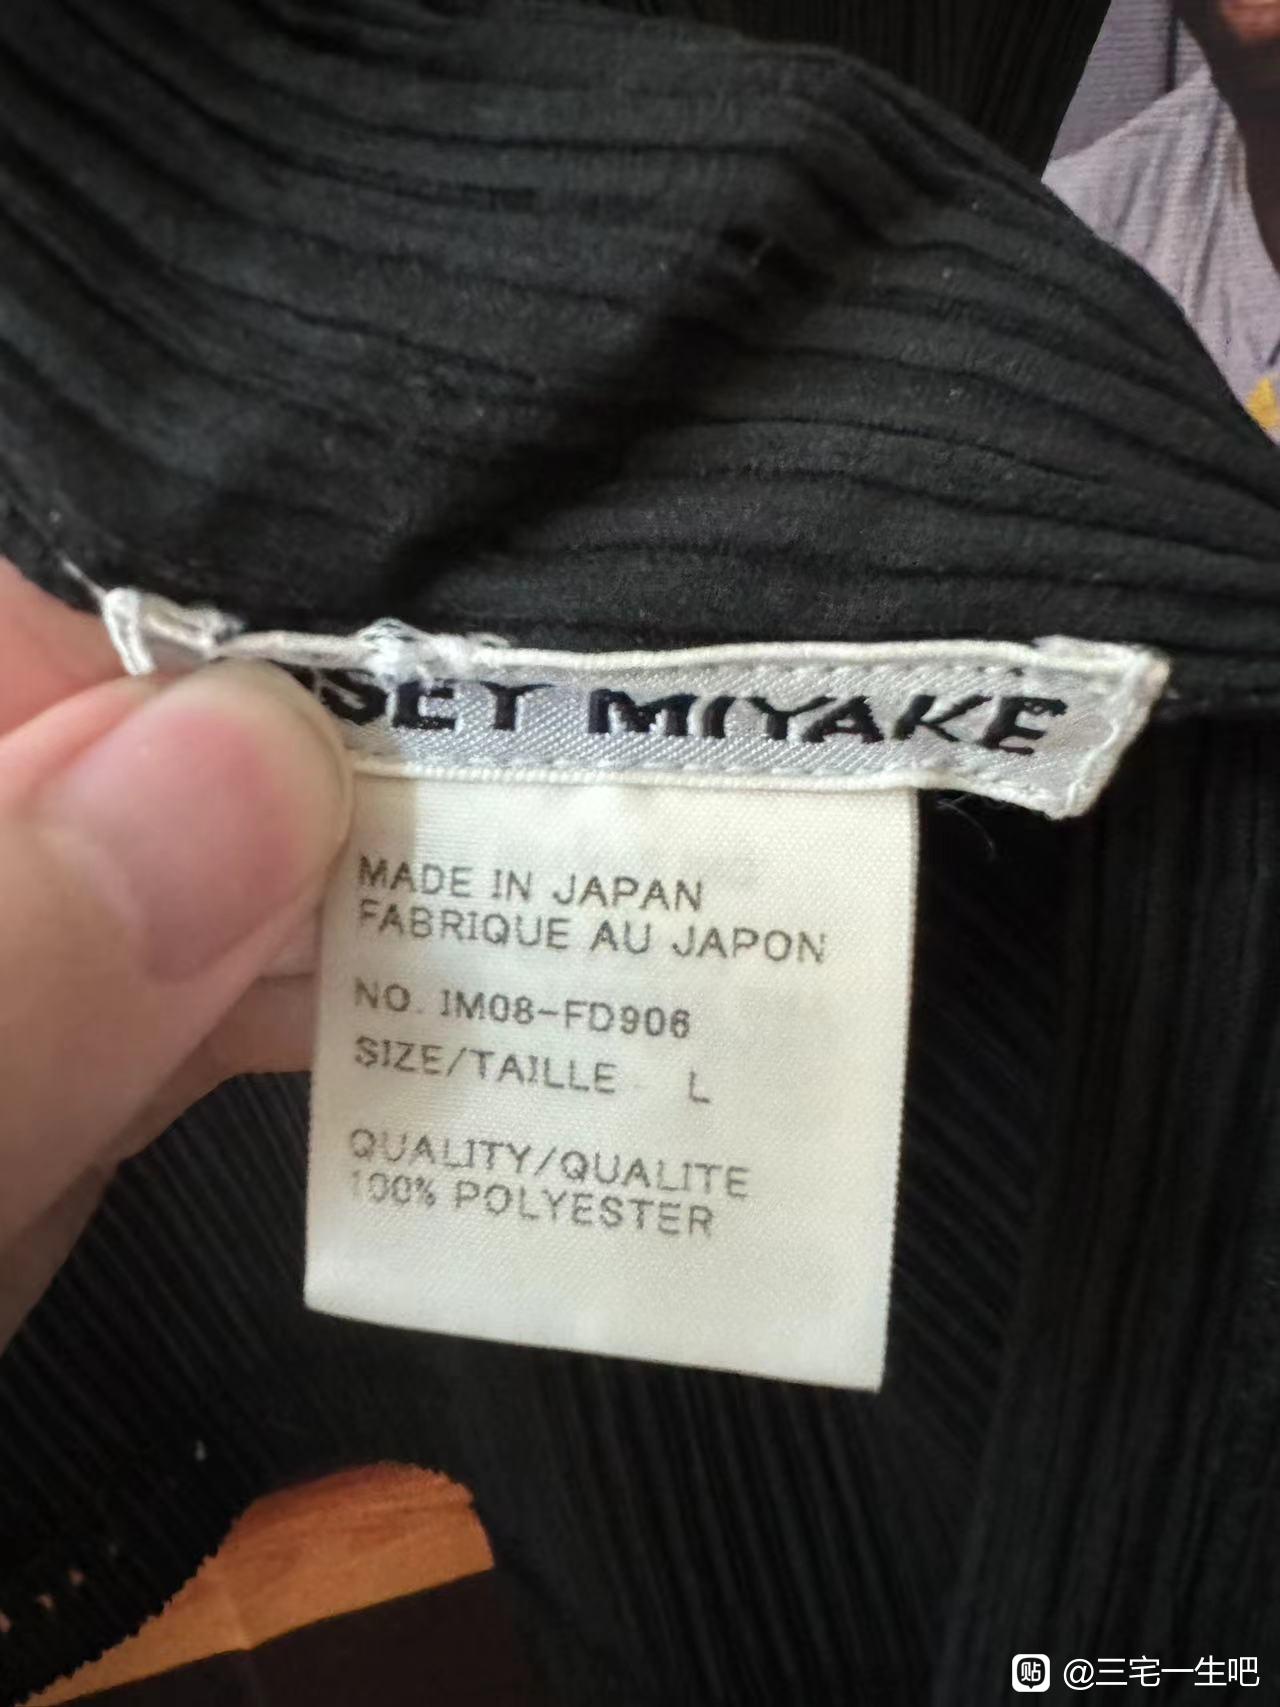 SEY MIYAKE
MADE IN JAPAN
FABRIQUE AU JAPON
NO. IM08-FD906
SIZE/TAILLE L
QUALITY/QUALITE
100% POLYESTER
贴 @三宅一生吧